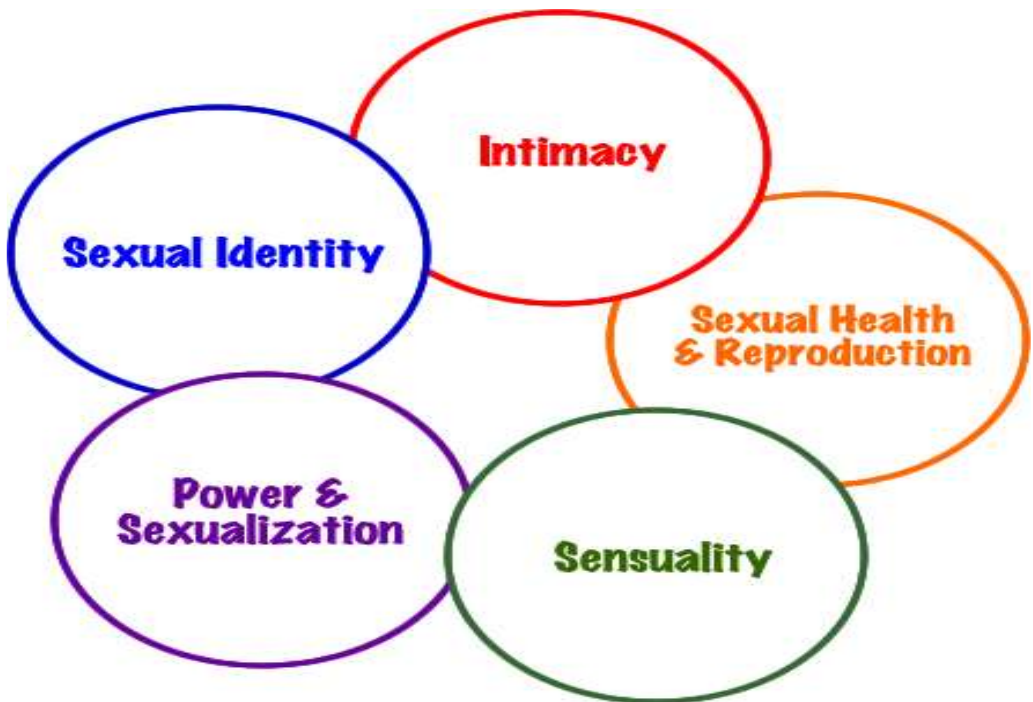 Intimacy
Sexual Identity
Sexual Health
& Reproduction
Power &
Sexualization
Sensuality